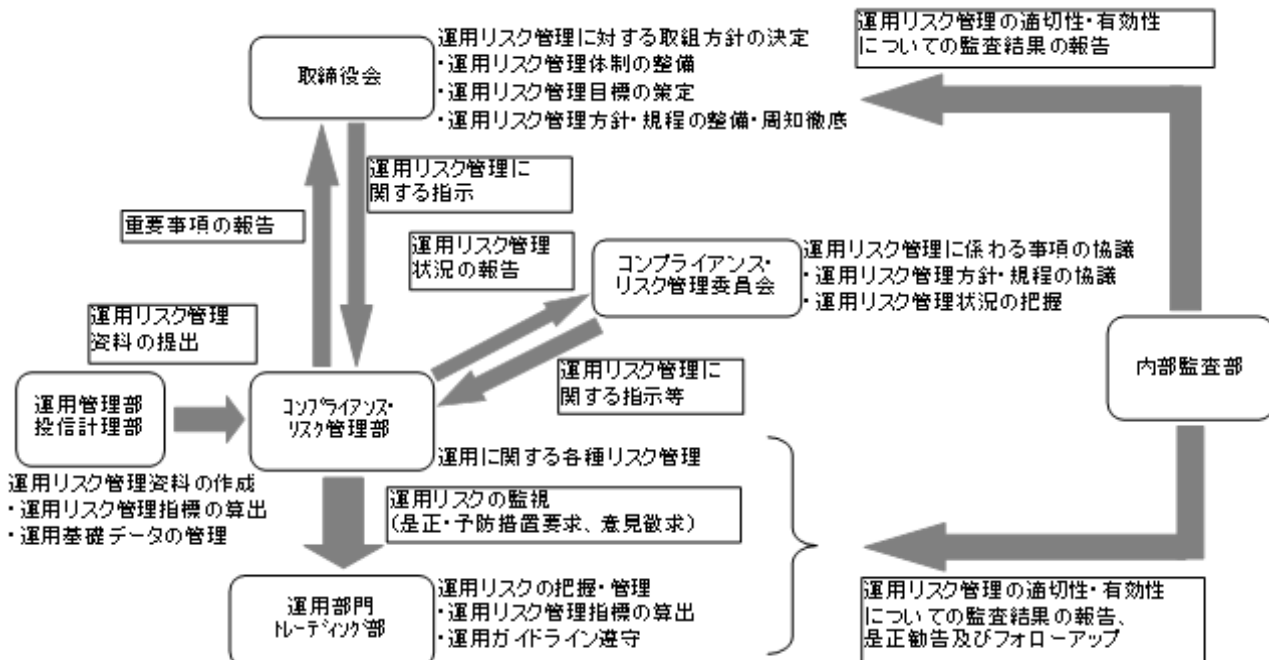 取締役会
運用リスク管理に対する取組方針の決定
・運用リスク管理体制の整備
・運用リスク管理目標の策定
・運用リスク管理方針・規程の整備・周知徹底
運用リスク管理の適切性・有効性
についての監査結果の報告
運用リスク管理に
関する指示
重要事項の報告
運用リスク管理
状況の報告
コンプライアンス・
リスク管理委員会
運用リスク管理に係わる事項の協議
・運用リスク管理方針・規程の協議
・運用リスク管理状況の把握
運用リスク管理
資料の提出
運用リスク管理に
関する指示等
内部監査部
運用管理部
投信計理部
コンプライアンス・
リスク管理部
運用に関する各種リスク管理
運用リスク管理資料の作成
・運用リスク管理指標の算出
・運用基礎データの管理
運用リスクの監視
（是正・予防措置要求、意見徴求）
運用部門
トレーディング部
運用リスクの把握・管理
・運用リスク管理指標の算出
・運用ガイドライン遵守
運用リスク管理の適切性・有効性
についての監査結果の報告、
是正勧告及びフォローアップ